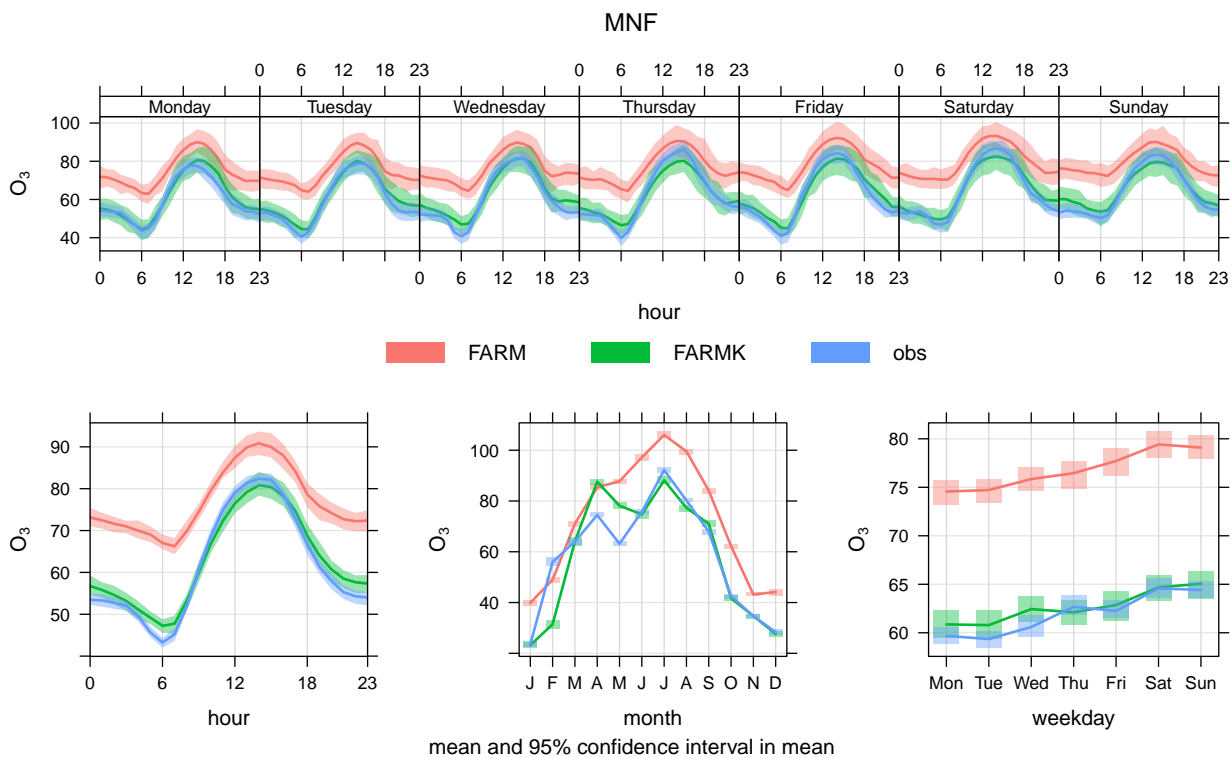 MNF
0 6 12 18 23 0 6 12 18 23 0 6 12 18 23
Monday Tuesday Wednesday Thursday Friday Saturday Sunday
100
80
60
40
O3
0 6 12 18 23 0 6 12 18 23 0 6 12 18 23 0 6 12 18 23
hour
FARM FARMK obs
90
80
70
60
50
O3
0 6 12 18 23
hour
100
80
60
40
O3
J F M A M J J A S O N D
month
80
75
70
65
60
O3
Mon Tue Wed Thu Fri Sat Sun
weekday
mean and 95% confidence interval in mean